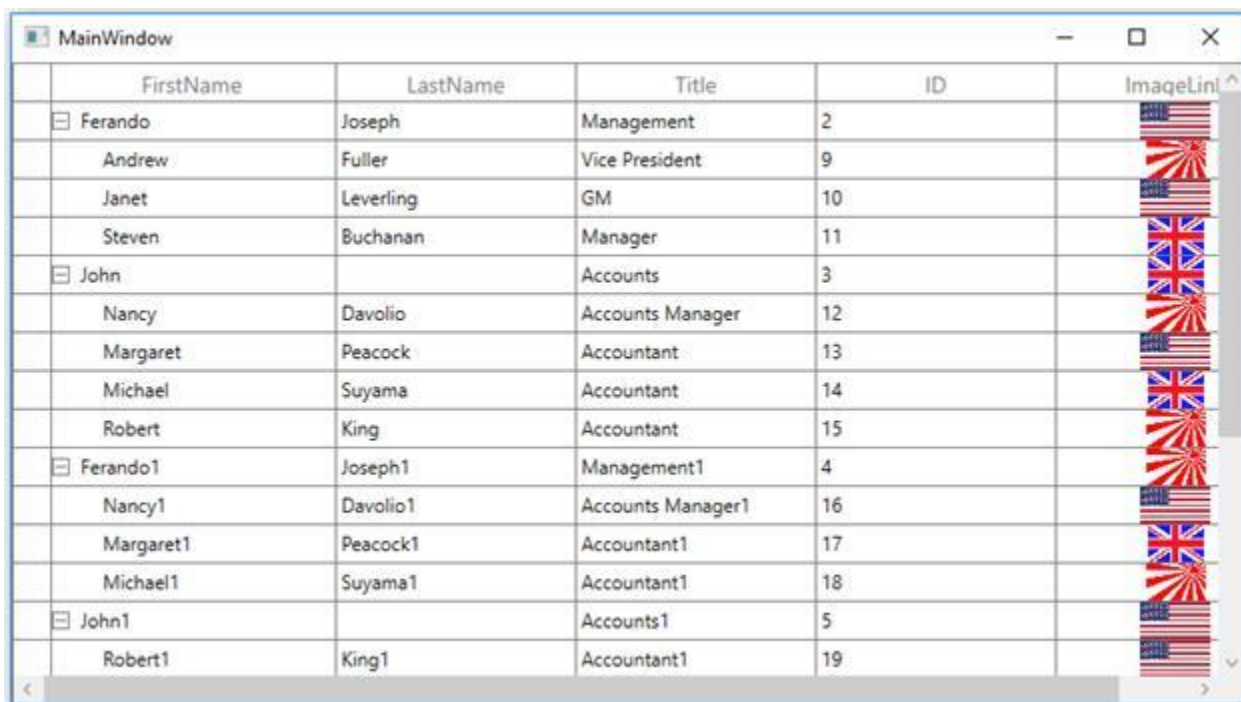 MainWindow
FirstName LastName Title ID ImageLin
Ferando Joseph Management 2
Andrew Fuller Vice President 9
Janet Leverling GM 10
Steven Buchanan Manager 11
John Accounts 3
Nancy Davolio Accounts Manager 12
Margaret Peacock Accountant 13
Michael Suyama Accountant 14
Robert King Accountant 15
Ferando1 Joseph1 Management1 4
Nancy1 Davolio1 Accounts Manager1 16
Margaret1 Peacock1 Accountant1 17
Michael1 Suyama1 Accountant1 18
John1 Accounts1 5
Robert1 King1 Accountant1 19